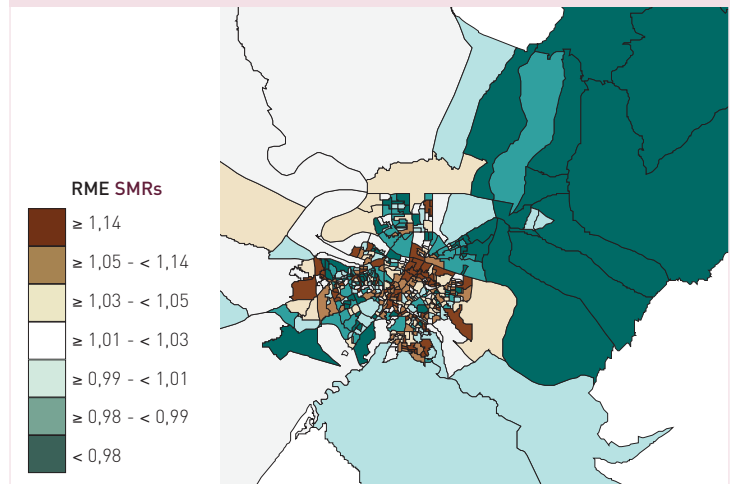 RME SMRs
≥ 1,14
≥ 1,05 - < 1,14
≥ 1,03 - < 1,05
≥ 1,01 - < 1,03
≥ 0,99 - < 1,01
≥ 0,98 - < 0,99
< 0,98